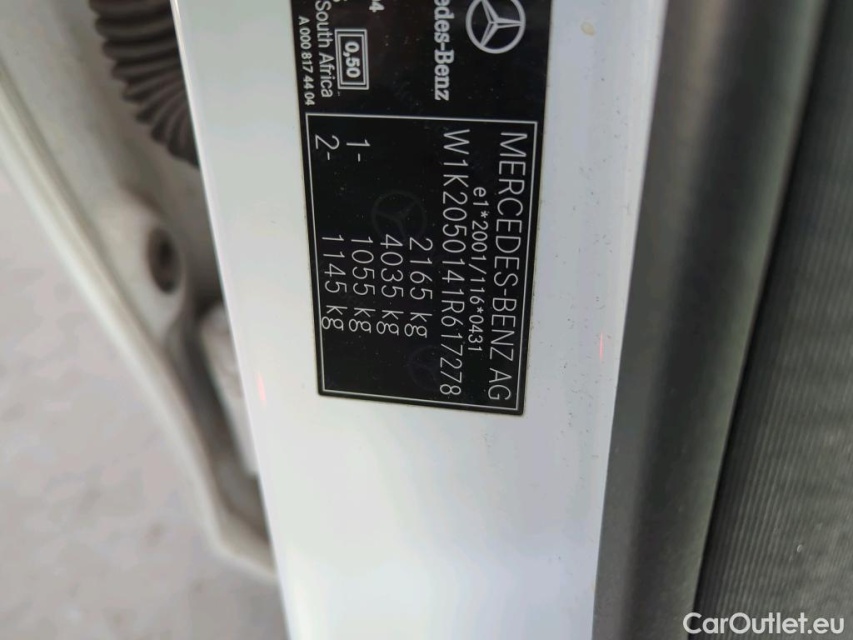 edes-Benz
0,50
South Africa
A 000 817 44 04
MERCEDES-BENZ AG
e1*2001/116*0431
W1K2050141R617278
2165 kg
4035 kg
1- 1055 kg
2- 1145 kg
CarOutlet.eu